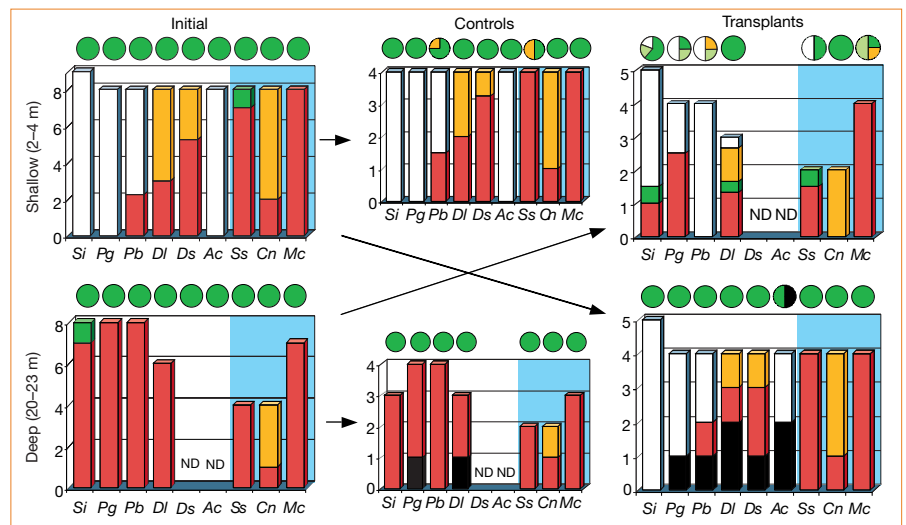 Initial
Controls
Transplants
Shallow (2–4 m)
8
6
4
2
0
Si Pg Pb Dl Ds Ac Ss Cn Mc
4
3
2
1
0
Si Pg Pb Dl Ds Ac Ss Cn Mc
5
4
3
2
1
0
ND ND
Si Pg Pb Dl Ds Ac Ss Cn Mc
Deep (20–23 m)
8
6
4
2
0
ND ND
Si Pg Pb Dl Ds Ac Ss Cn Mc
4
3
2
1
0
ND ND
Si Pg Pb Dl Ds Ac Ss Cn Mc
5
4
3
2
1
0
Si Pg Pb Dl Ds Ac Ss Cn Mc